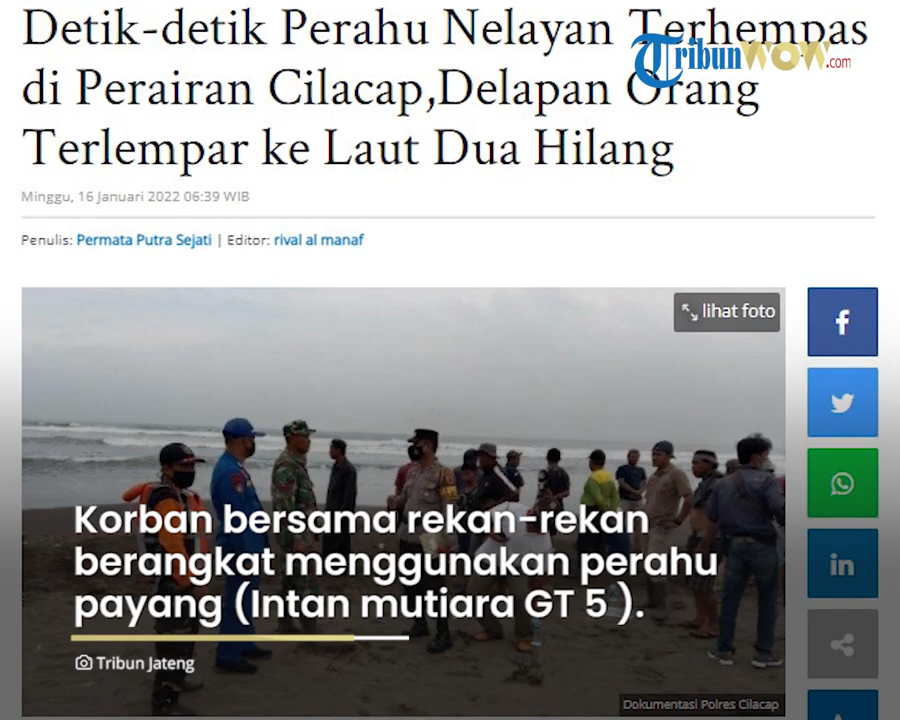 Detik-detik Perahu Nelayan Terhempas
di Perairan Cilacap,Delapan Orang
Terlempar ke Laut Dua Hilang
TribunWOW.com
Minggu, 16 Januari 2022 06:39 WIB
Penulis: Permata Putra Sejati | Editor: rival al manaf
lihat foto
Korban bersama rekan-rekan
berangkat menggunakan perahu
payang (Intan mutiara GT 5 ).
Tribun Jateng
Dokumentasi Polres Cilacap